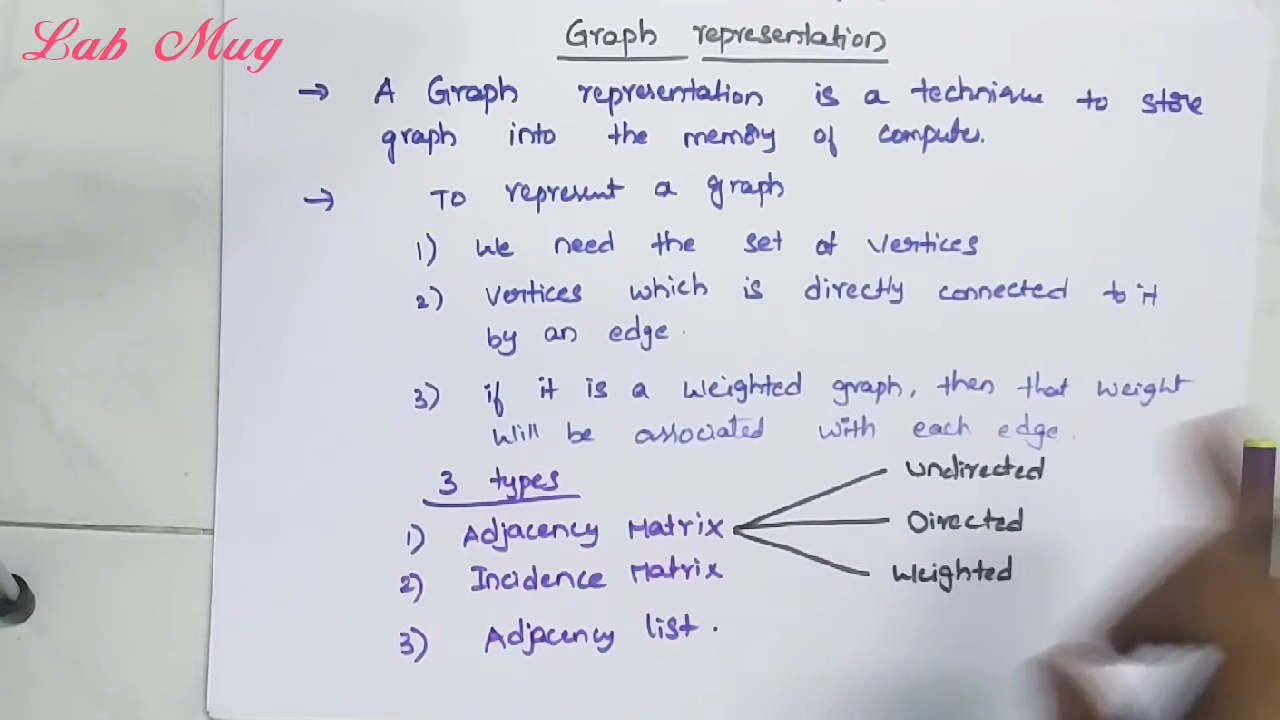 Lab Mug
Graph representation
→ A Graph representation is a technique to store
graph into the memory of computer.
→ To represent a graph
1) We need the set of vertices
2) Vertices which is directly connected to it
by an edge.
3) if it is a weighted graph, then that weight
will be associated with each edge.
3 types
Undirected
1) Adjacency Matrix
Directed
Weighted
2) Incidence Matrix
3) Adjacency list.